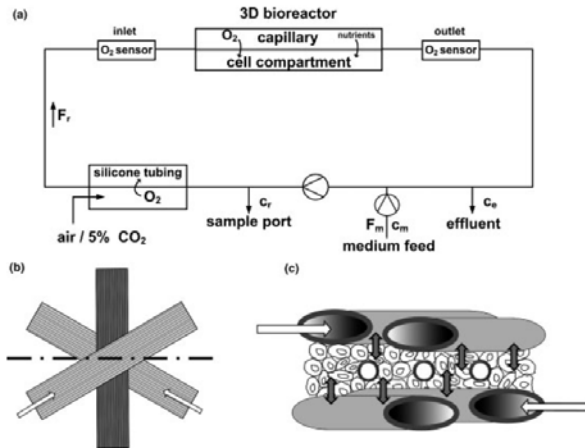 (a)
3D bioreactor
inlet
outlet
O2 sensor
O2
capillary
nutrients
cell compartment
O2 sensor
Fr
silicone tubing
O2
air / 5% CO2
cr
sample port
Fm cm
medium feed
ce
effluent
(b)
(c)